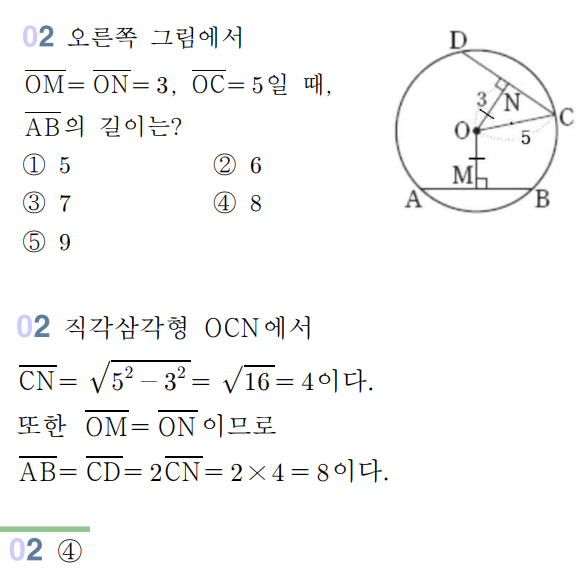 02 오른쪽 그림에서
OM=ON=3, OC=5일 때,
AB의 길이는?
① 5 ② 6
③ 7 ④ 8
⑤ 9
D
3 N
C
O
5
M
A B
02 직각삼각형 OCN에서
CN=√5²-3²=√16=4이다.
또한 OM=ON이므로
AB=CD=2CN=2×4=8이다.
02 ④